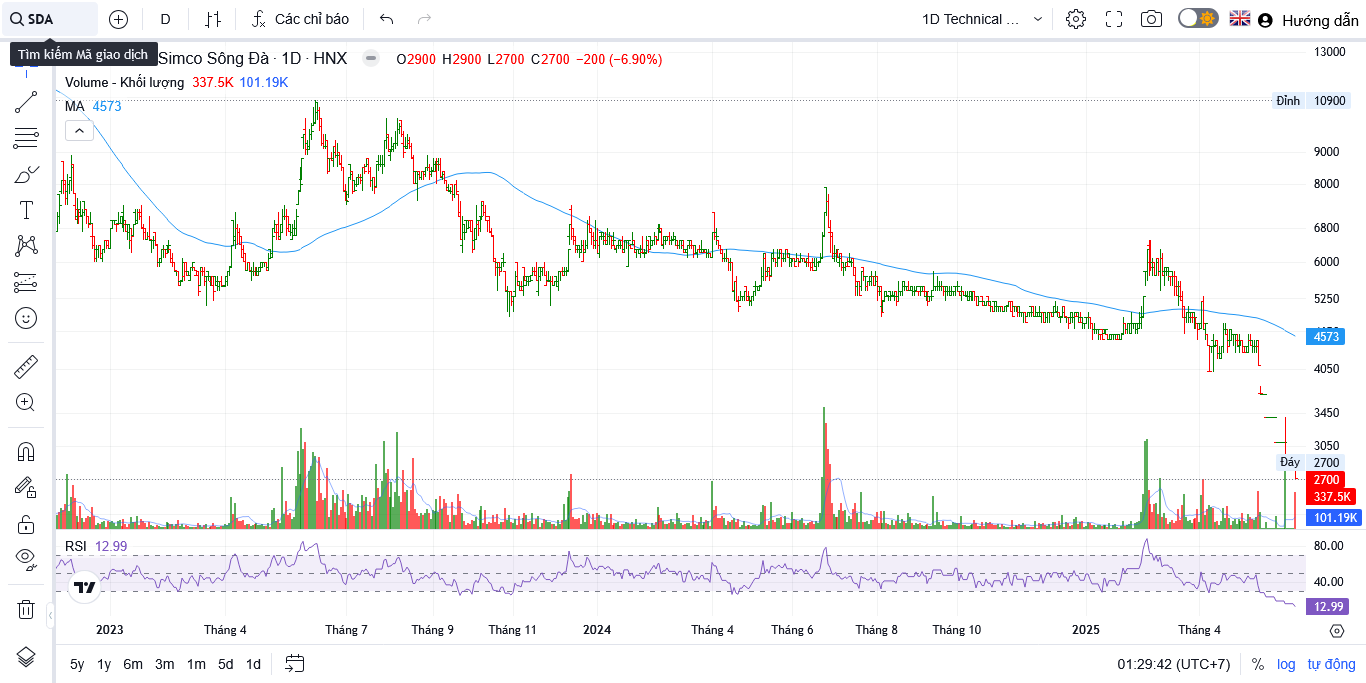 SDA D Các chỉ báo 1D Technical ... Hướng dẫn
Tìm kiếm Mã giao dịch
Simco Sông Đà · 1D · HNX O2900 H2900 L2700 C2700 −200 (−6.90%)
Volume - Khối lượng 337.5K 101.19K
MA 4573
13000
Đỉnh 10900
9000
8000
6800
6000
5250
4573
4050
3450
3050
Đáy 2700
2700
337.5K
101.19K
RSI 12.99
80.00
40.00
12.99
2023 Tháng 4 Tháng 7 Tháng 9 Tháng 11 2024 Tháng 4 Tháng 6 Tháng 8 Tháng 10 2025 Tháng 4
5y 1y 6m 3m 1m 5d 1d 01:29:42 (UTC+7) % log tự động